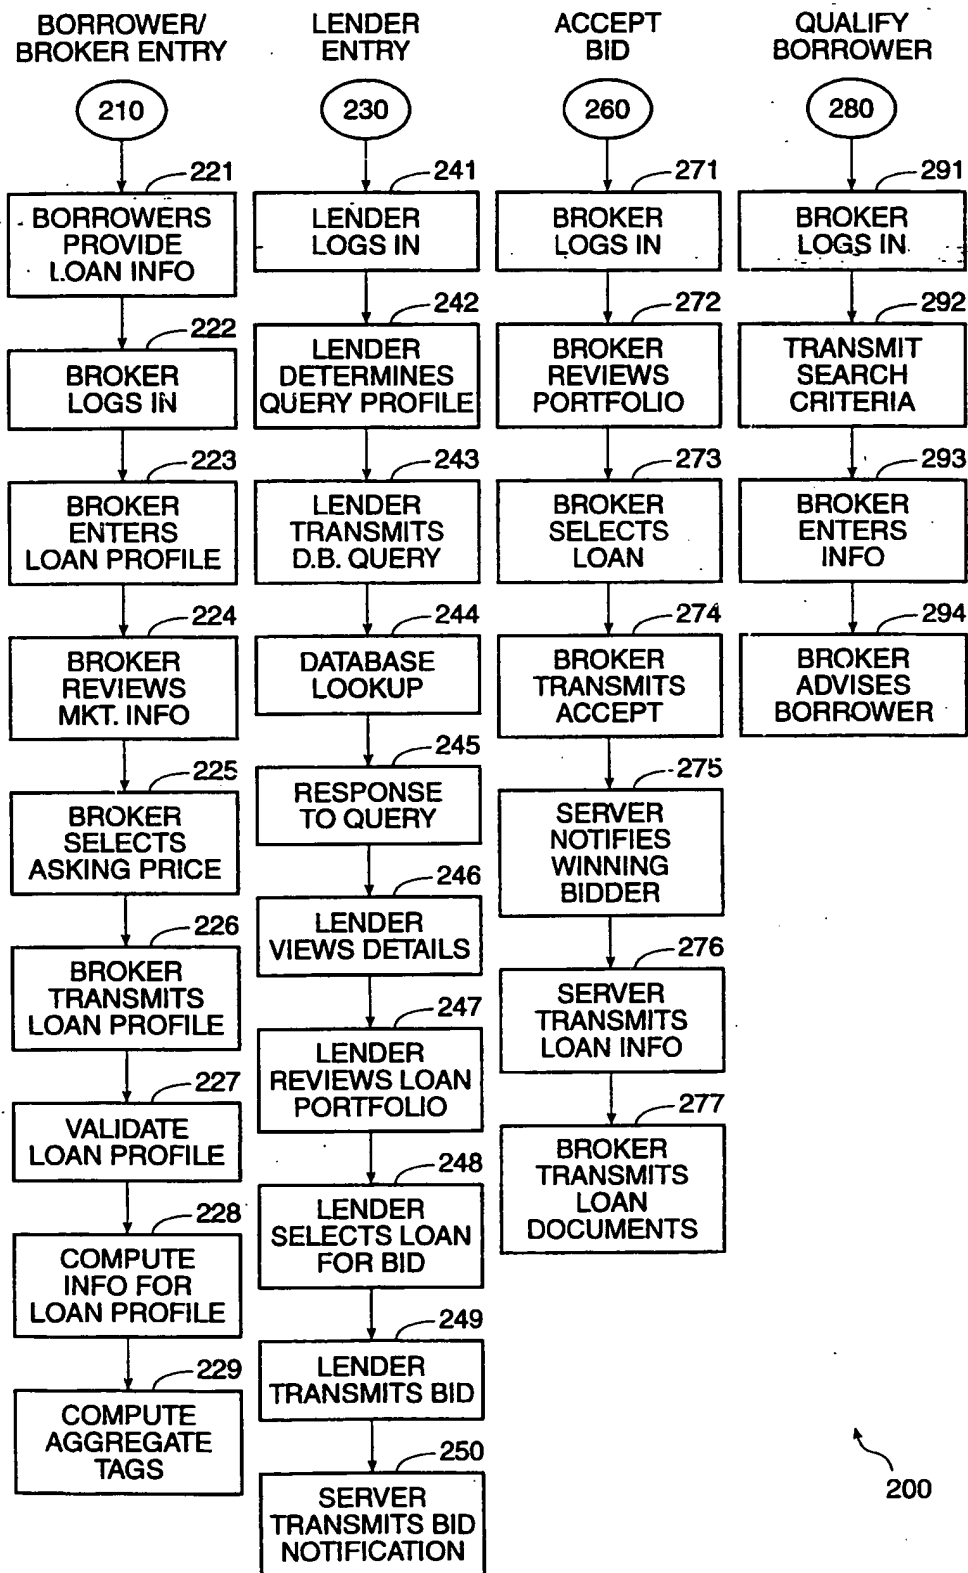 BORROWER/
BROKER ENTRY
210
221
BORROWERS
PROVIDE
LOAN INFO
222
BROKER
LOGS IN
223
BROKER
ENTERS
LOAN PROFILE
224
BROKER
REVIEWS
MKT. INFO
225
BROKER
SELECTS
ASKING PRICE
226
BROKER
TRANSMITS
LOAN PROFILE
227
VALIDATE
LOAN PROFILE
228
COMPUTE
INFO FOR
LOAN PROFILE
229
COMPUTE
AGGREGATE
TAGS
LENDER
ENTRY
230
241
LENDER
LOGS IN
242
LENDER
DETERMINES
QUERY PROFILE
243
LENDER
TRANSMITS
D.B. QUERY
244
DATABASE
LOOKUP
245
RESPONSE
TO QUERY
246
LENDER
VIEWS DETAILS
247
LENDER
REVIEWS LOAN
PORTFOLIO
248
LENDER
SELECTS LOAN
FOR BID
249
LENDER
TRANSMITS BID
250
SERVER
TRANSMITS BID
NOTIFICATION
ACCEPT
BID
260
271
BROKER
LOGS IN
272
BROKER
REVIEWS
PORTFOLIO
273
BROKER
SELECTS
LOAN
274
BROKER
TRANSMITS
ACCEPT
275
SERVER
NOTIFIES
WINNING
BIDDER
276
SERVER
TRANSMITS
LOAN INFO
277
BROKER
TRANSMITS
LOAN
DOCUMENTS
QUALIFY
BORROWER
280
291
BROKER
LOGS IN
292
TRANSMIT
SEARCH
CRITERIA
293
BROKER
ENTERS
INFO
294
BROKER
ADVISES
BORROWER
200